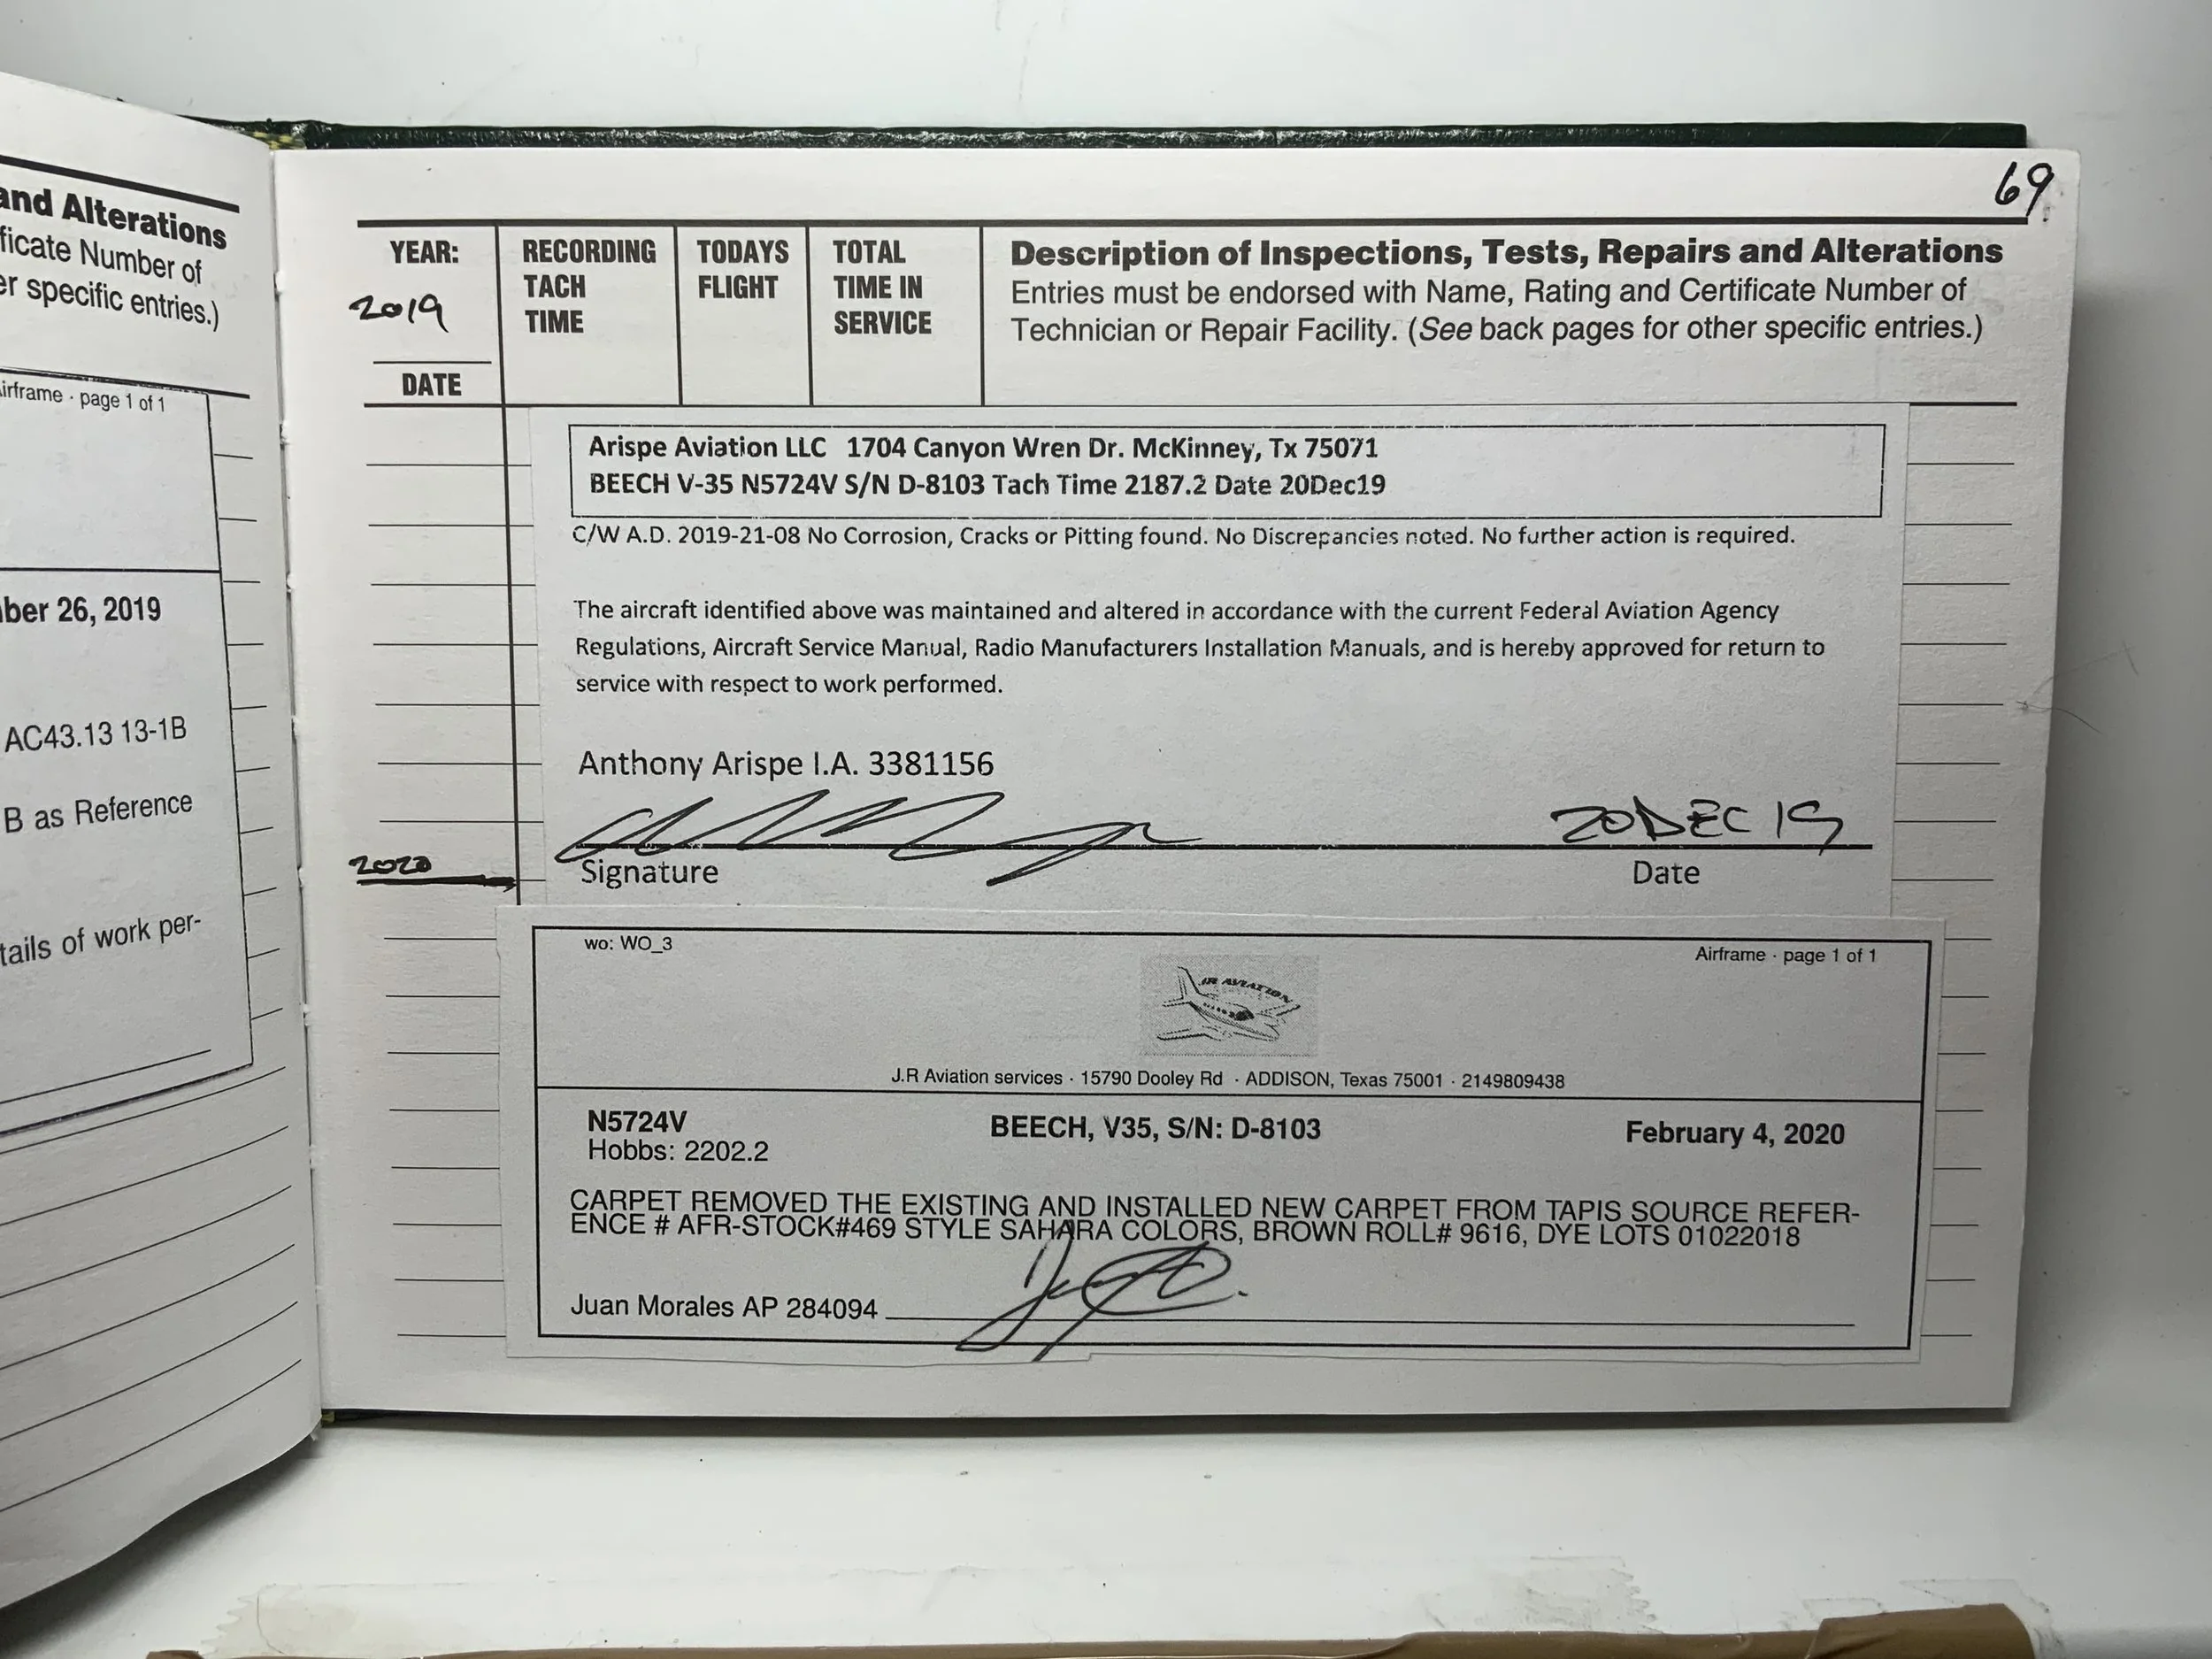 and Alterations
ficate Number of
er specific entries.)
irframe · page 1 of 1
ber 26, 2019
AC43.13 13-1B
B as Reference
tails of work per-
69
YEAR:
2019
DATE
RECORDING
TACH
TIME
TODAYS
FLIGHT
TOTAL
TIME IN
SERVICE
Description of Inspections, Tests, Repairs and Alterations
Entries must be endorsed with Name, Rating and Certificate Number of
Technician or Repair Facility. (See back pages for other specific entries.)
Arispe Aviation LLC 1704 Canyon Wren Dr. McKinney, Tx 75071
BEECH V-35 N5724V S/N D-8103 Tach Time 2187.2 Date 20Dec19
C/W A.D. 2019-21-08 No Corrosion, Cracks or Pitting found. No Discrepancies noted. No further action is required.
The aircraft identified above was maintained and altered in accordance with the current Federal Aviation Agency
Regulations, Aircraft Service Manual, Radio Manufacturers Installation Manuals, and is hereby approved for return to
service with respect to work performed.
Anthony Arispe I.A. 3381156
20DEC19
Signature
Date
2020
wo: WO_3
Airframe · page 1 of 1
JR AVIATION
J.R Aviation services · 15790 Dooley Rd · ADDISON, Texas 75001 · 2149809438
N5724V
BEECH, V35, S/N: D-8103
February 4, 2020
Hobbs: 2202.2
CARPET REMOVED THE EXISTING AND INSTALLED NEW CARPET FROM TAPIS SOURCE REFER-
ENCE # AFR-STOCK#469 STYLE SAHARA COLORS, BROWN ROLL# 9616, DYE LOTS 01022018
Juan Morales AP 284094